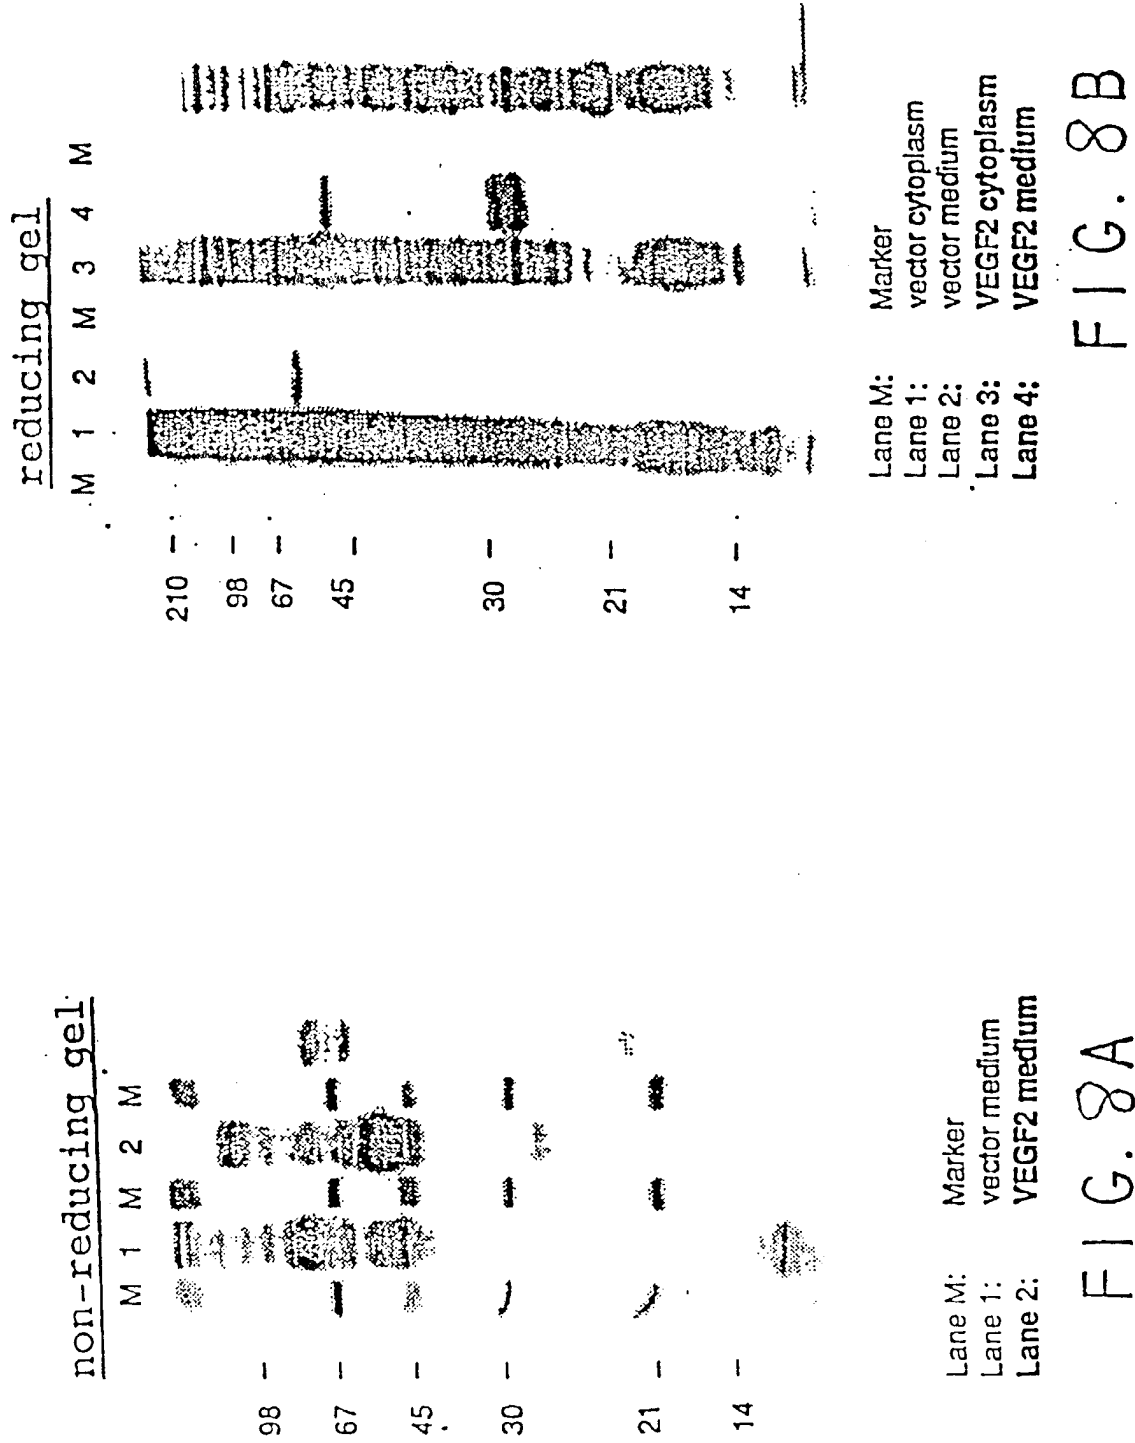 non-reducing gel
M 1 M 2 M
98
67
45
30
21
14
Lane M: Marker
Lane 1: vector medium
Lane 2: VEGF2 medium
FIG. 8A
reducing gel
M 1 2 M 3 4 M
210
98
67
45
30
21
14
Lane M: Marker
Lane 1: vector cytoplasm
Lane 2: vector medium
Lane 3: VEGF2 cytoplasm
Lane 4: VEGF2 medium
FIG. 8B